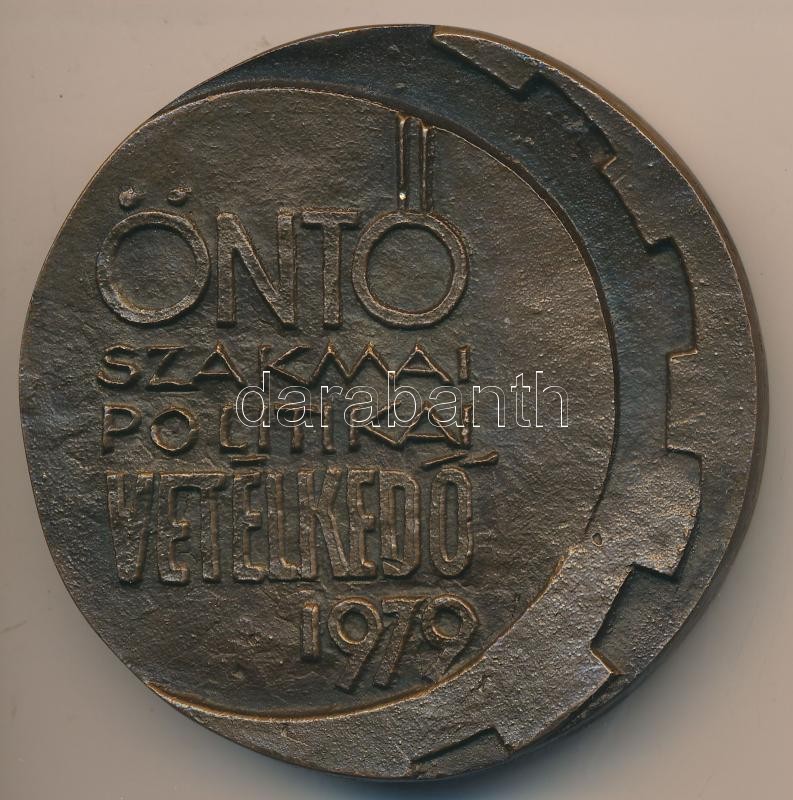 ÖNTŐ
SZAKMAI
POLITIKAI
VETÉLKEDŐ
1979
darabanth